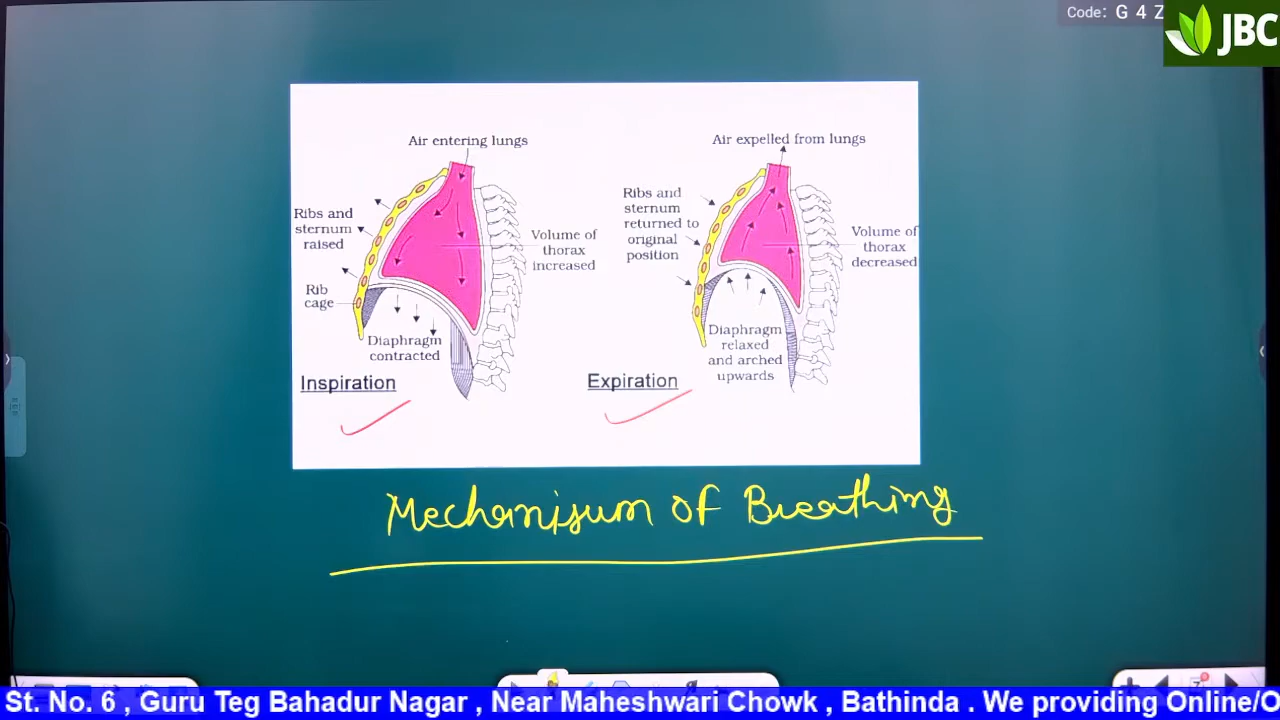 Code: G 4 Z
JBC
Air entering lungs
Ribs and
sternum
raised
Rib
cage
Volume of
thorax
increased
Diaphragm
contracted
Inspiration
Air expelled from lungs
Ribs and
sternum
returned to
original
position
Volume of
thorax
decreased
Diaphragm
relaxed
and arched
upwards
Expiration
Mechanisum of Breathing
St. No. 6 , Guru Teg Bahadur Nagar , Near Maheshwari Chowk , Bathinda . We providing Online/O